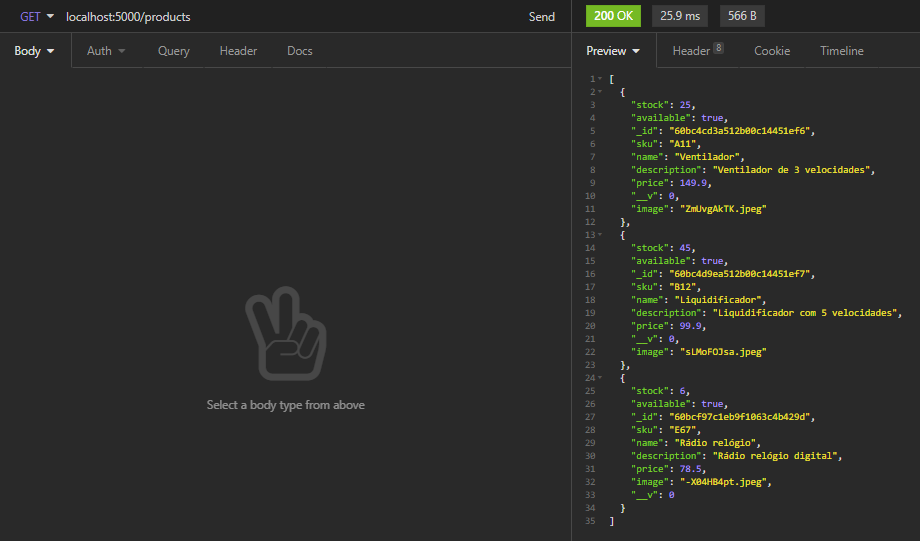 GET localhost:5000/products Send
200 OK 25.9 ms 566 B
Body Auth Query Header Docs
Preview Header 8 Cookie Timeline
Select a body type from above
1 [
2 {
3 "stock": 25,
4 "available": true,
5 "_id": "60bc4cd3a512b00c14451ef6",
6 "sku": "A11",
7 "name": "Ventilador",
8 "description": "Ventilador de 3 velocidades",
9 "price": 149.9,
10 "__v": 0,
11 "image": "ZmUvgAkTK.jpeg"
12 },
13 {
14 "stock": 45,
15 "available": true,
16 "_id": "60bc4d9ea512b00c14451ef7",
17 "sku": "B12",
18 "name": "Liquidificador",
19 "description": "Liquidificador com 5 velocidades",
20 "price": 99.9,
21 "__v": 0,
22 "image": "sLMoFOJsa.jpeg"
23 },
24 {
25 "stock": 6,
26 "available": true,
27 "_id": "60bcf97c1eb9f1063c4b429d",
28 "sku": "E67",
29 "name": "Rádio relógio",
30 "description": "Rádio relógio digital",
31 "price": 78.5,
32 "image": "-X04HB4pt.jpeg",
33 "__v": 0
34 }
35 ]